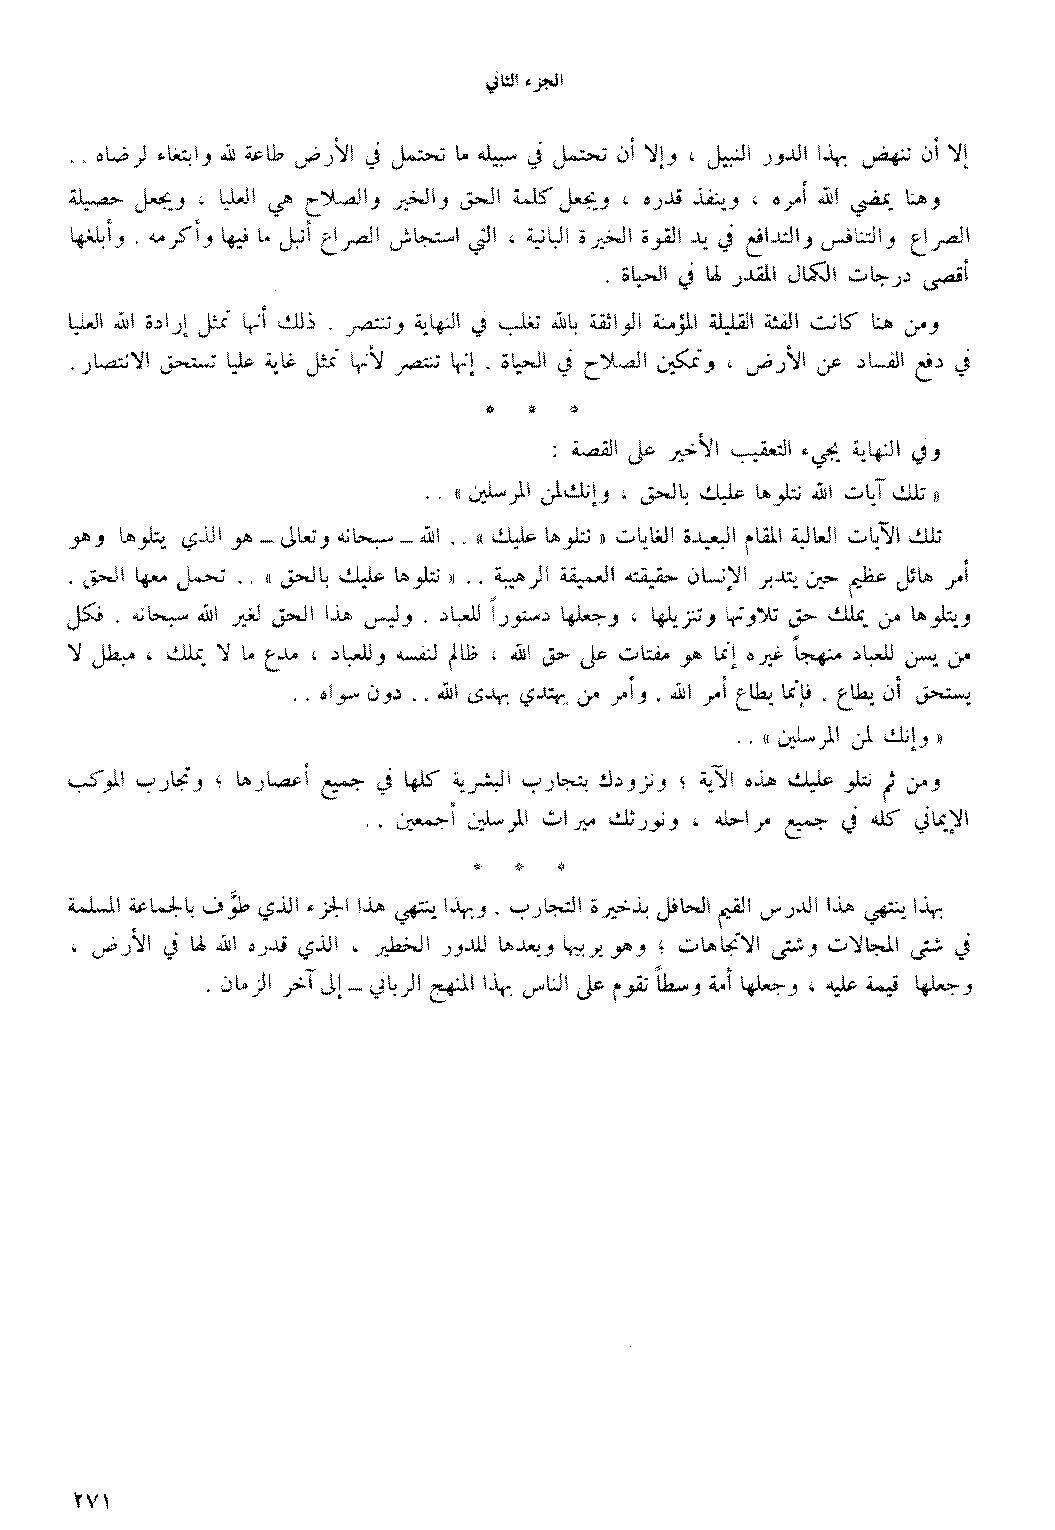 الجزء الثاني
إلا أن تنهض بهذا الدور النبيل ، وإلا أن تحتمل في سبيله ما تحتمل في الأرض طاعة لله وابتغاء لرضاه . .
وهنا يمضي الله أمره ، وينفذ قدره ، ويجعل كلمة الحق والخير والصلاح هي العليا ، ويجعل حصيلة
الصراع والتنافس والتدافع في يد القوة الخيرة البانية ، التي استجاش الصراع أنبل ما فيها وأكرمه . وأبلغها
أقصى درجات الكمال المقدر لها في الحياة .
ومن هنا كانت الفئة القليلة المؤمنة الواثقة بالله تغلب في النهاية وتنتصر . ذلك أنها تمثل إرادة الله العليا
في دفع الفساد عن الأرض ، وتمكين الصلاح في الحياة . إنها تنتصر لأنها تمثل غاية عليا تستحق الانتصار .
* * *
وفي النهاية يجيء التعقيب الأخير على القصة :
« تلك آيات الله نتلوها عليك بالحق ، وإنك لمن المرسلين » . .
تلك الآيات العالية المقام البعيدة الغايات « نتلوها عليك » . . الله – سبحانه وتعالى – هو الذي يتلوها وهو
أمر هائل عظيم حين يتدبر الإنسان حقيقته العميقة الرهيبة . . « نتلوها عليك بالحق » . . تحمل معها الحق .
ويتلوها من يملك حق تلاوتها وتنزيلها ، وجعلها دستوراً للعباد . وليس هذا الحق لغير الله سبحانه . فكل
من يسن للعباد منهجاً غيره إنما هو مفتات على حق الله ، ظالم لنفسه وللعباد ، مدع ما لا يملك ، مبطل لا
يستحق أن يطاع . فإنما يطاع أمر الله . وأمر من يهتدي بهدى الله . . دون سواه . .
« وإنك لمن المرسلين » . .
ومن ثم نتلو عليك هذه الآية ؛ ونزودك بتجارب البشرية كلها في جميع أعصارها ؛ وتجارب الموكب
الإيماني كله في جميع مراحله ، ونورثك ميراث المرسلين أجمعين . .
* * *
بهذا ينتهي هذا الدرس القيم الحافل بذخيرة التجارب . وبهذا ينتهي هذا الجزء الذي طوَّف بالجماعة المسلمة
في شتى المجالات وشتى الاتجاهات ؛ وهو يربيها ويعدها للدور الخطير ، الذي قدره الله لها في الأرض ،
وجعلها قيمة عليه ، وجعلها أمة وسطاً تقوم على الناس بهذا المنهج الرباني – إلى آخر الزمان .
٢٧١